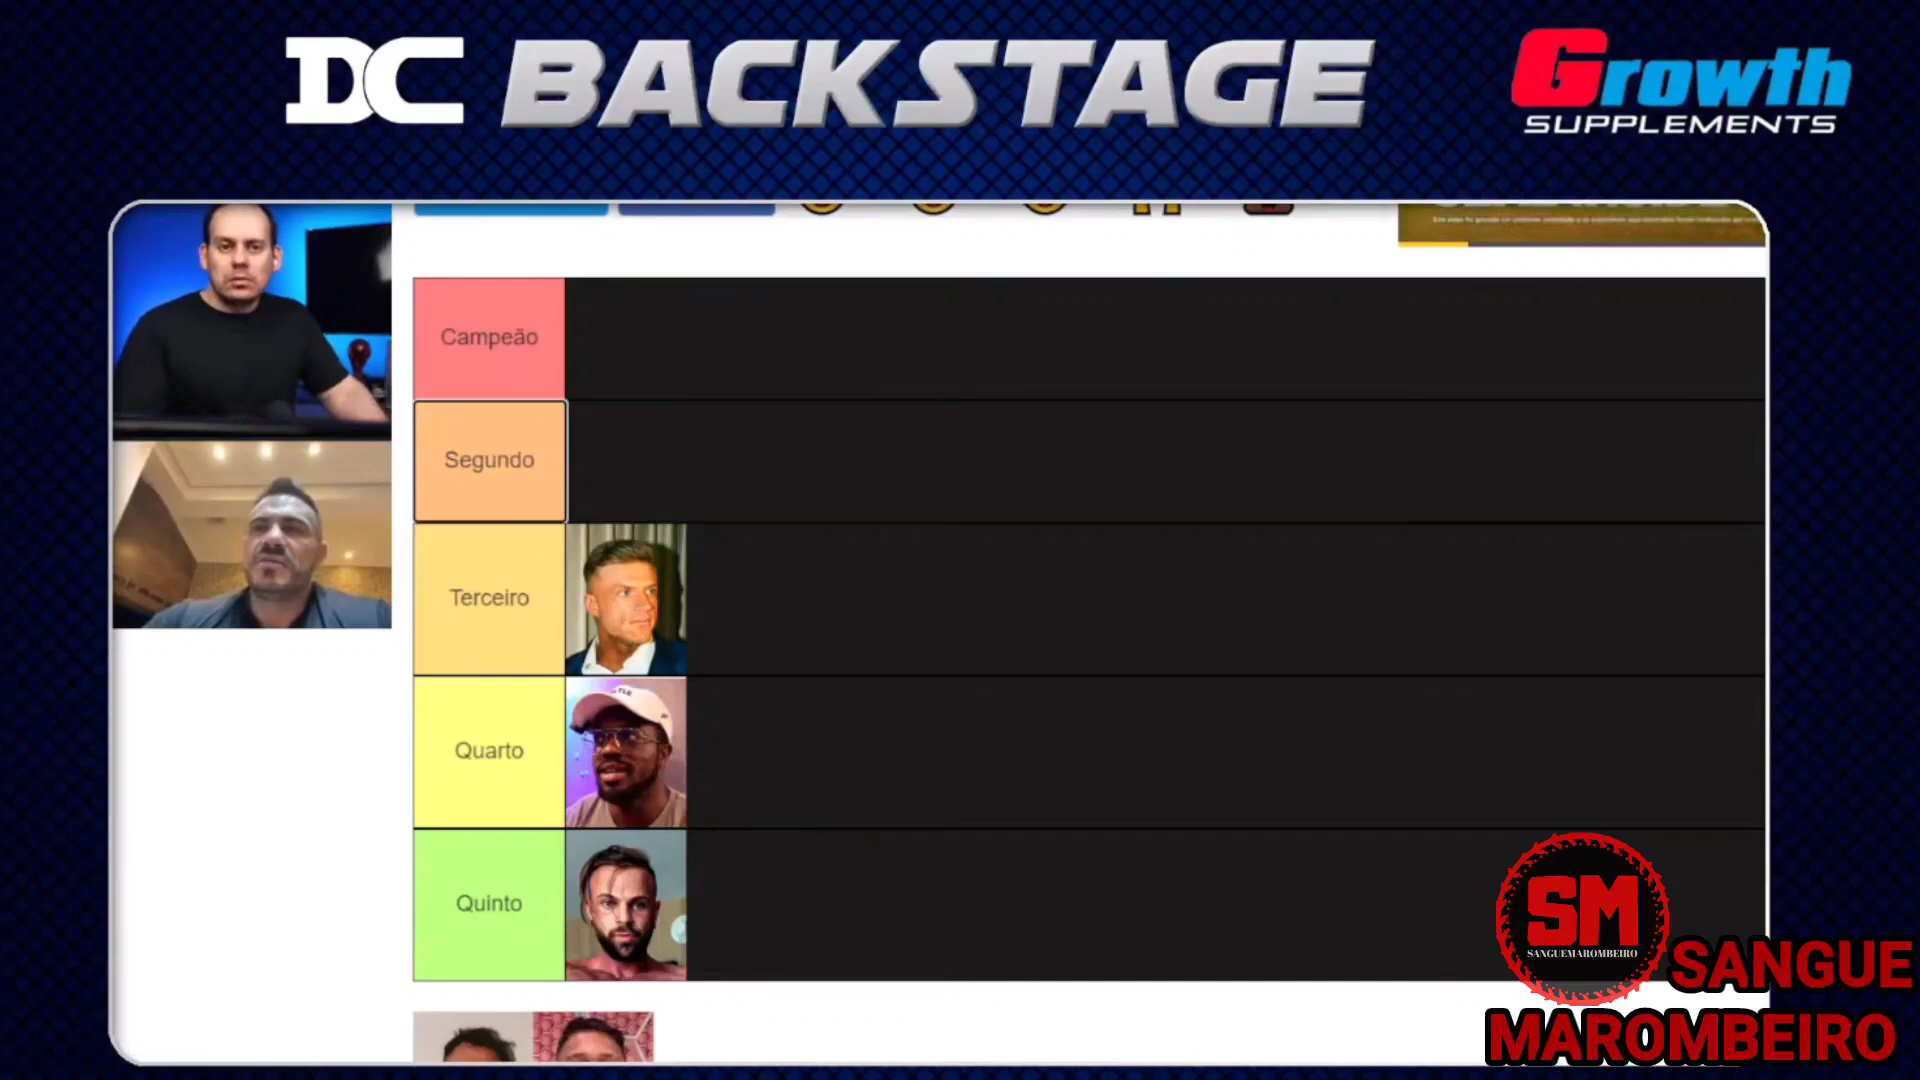 DC BACKSTAGE
Growth
SUPPLEMENTS
Campeão
Segundo
Terceiro
Quarto
Quinto
SM
SANGUEMAROMBEIRO
SANGUE
MAROMBEIRO